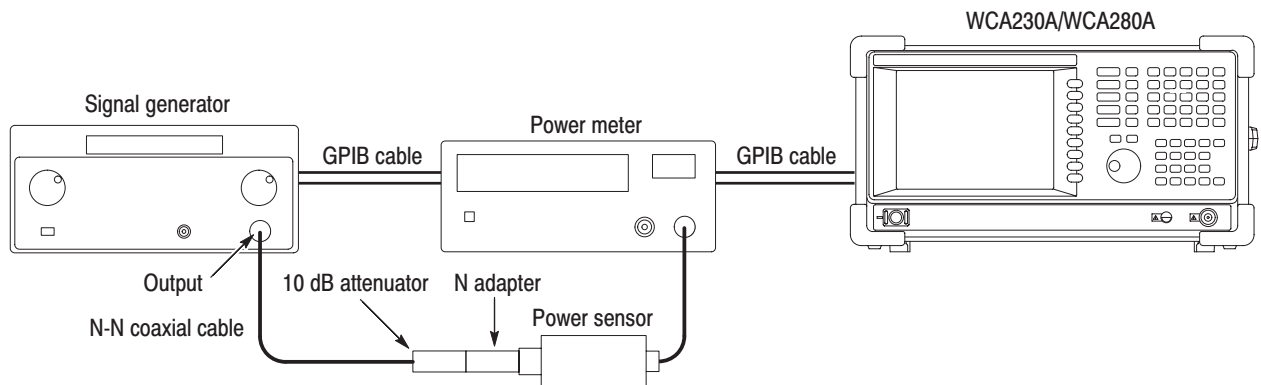 WCA230A/WCA280A
Signal generator
Power meter
GPIB cable
GPIB cable
Output
10 dB attenuator
N adapter
N-N coaxial cable
Power sensor